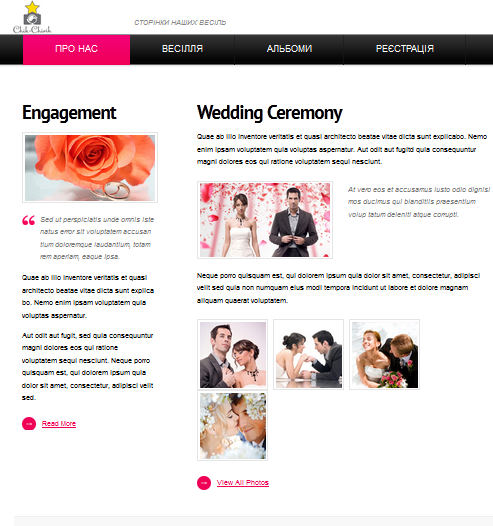 Chik-Chark
СТОРІНКИ НАШИХ ВЕСІЛЬ
ПРО НАС
ВЕСІЛЛЯ
АЛЬБОМИ
РЕЄСТРАЦІЯ
Engagement
Sed ut perspiciatis unde omnis iste
natus error sit voluptatem accusan
tium doloremque laudantium, totam
rem aperiam, eaque ipsa.
Quae ab illo inventore veritatis et quasi
architecto beatae vitae dicta sunt explica
bo. Nemo enim ipsam voluptatem quia
voluptas aspernatur.
Aut odit aut fugit, sed quia consequuntur
magni dolores eos qui ratione
voluptatem sequi nesciunt. Neque porro
quisquam est, qui dolorem ipsum quia
dolor sit amet, consectetur, adipisci velit
sed.
Read More
Wedding Ceremony
Quae ab illo inventore veritatis et quasi architecto beatae vitae dicta sunt explicabo. Nemo
enim ipsam voluptatem quia voluptas aspernatur. Aut odit aut fugitd quia consequuntur
magni dolores eos qui ratione voluptatem sequi nesciunt.
At vero eos et accusamus iusto odio dignisi
mos ducimus qui blanditiis praesentium
volup tatum deleniti atque corrupti.
Neque porro quisquam est, qui dolorem ipsum quia dolor sit amet, consectetur, adipisci
velit sed quia non numquam eius modi tempora incidunt ut labore et dolore magnam
aliquam quaerat voluptatem.
View All Photos